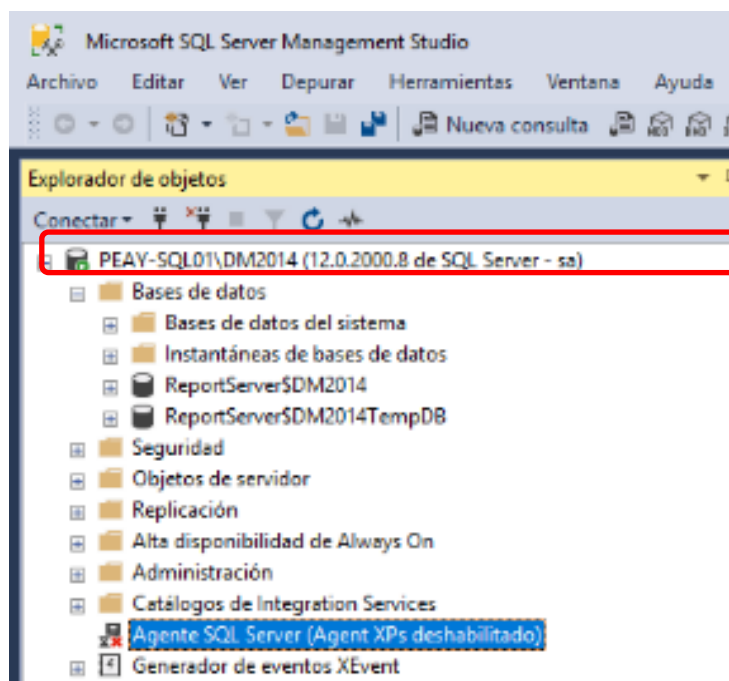 Microsoft SQL Server Management Studio
Archivo Editar Ver Depurar Herramientas Ventana Ayuda
Nueva consulta
Explorador de objetos
Conectar
PEAY-SQL01\DM2014 (12.0.2000.8 de SQL Server - sa)
Bases de datos
Bases de datos del sistema
Instantáneas de bases de datos
ReportServer$DM2014
ReportServer$DM2014TempDB
Seguridad
Objetos de servidor
Replicación
Alta disponibilidad de Always On
Administración
Catálogos de Integration Services
Agente SQL Server (Agent XPs deshabilitado)
Generador de eventos XEvent